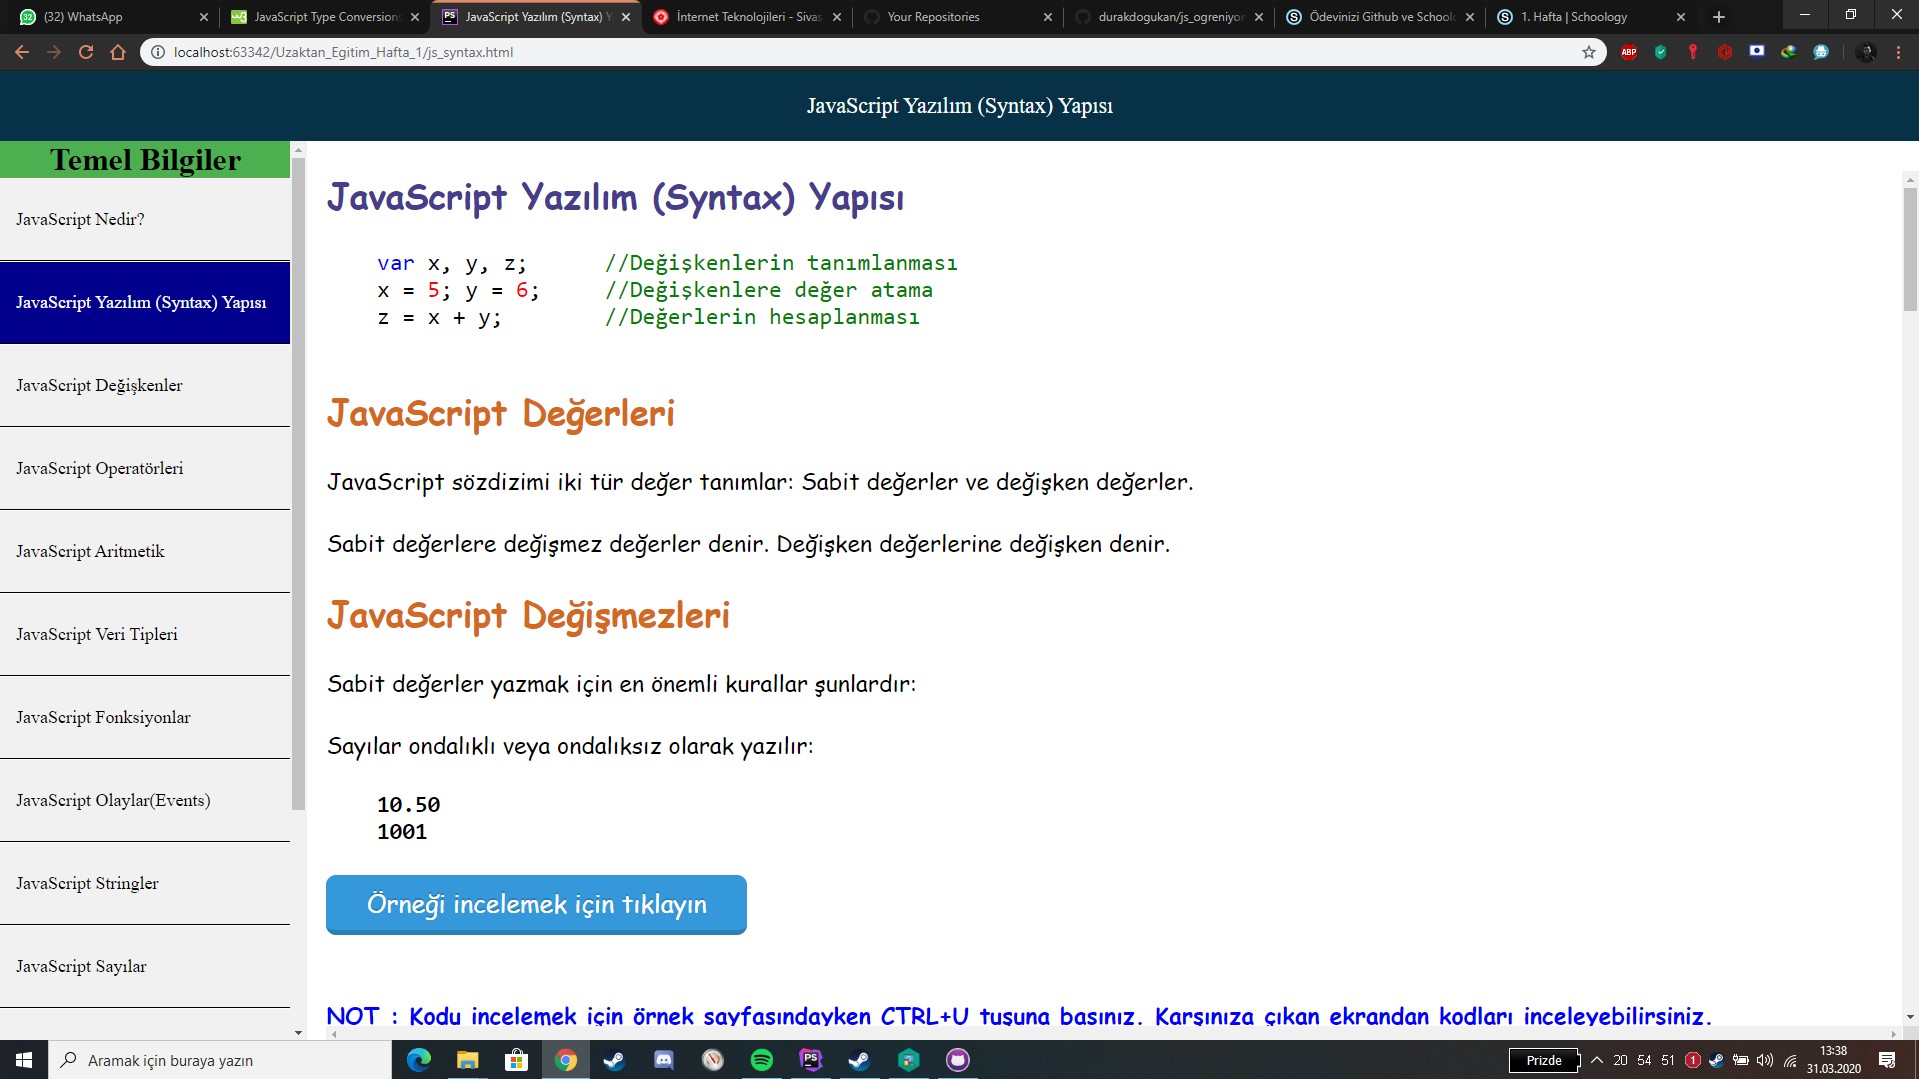 (32) WhatsApp
JavaScript Type Conversions
JavaScript Yazılım (Syntax) Y
İnternet Teknolojileri - Sivas
Your Repositories
durakdogukan/js_ogreniyor
Ödevinizi Github ve Schoolo
1. Hafta | Schoology
localhost:63342/Uzaktan_Egitim_Hafta_1/js_syntax.html
ABP
JavaScript Yazılım (Syntax) Yapısı
Temel Bilgiler
JavaScript Nedir?
JavaScript Yazılım (Syntax) Yapısı
JavaScript Değişkenler
JavaScript Operatörleri
JavaScript Aritmetik
JavaScript Veri Tipleri
JavaScript Fonksiyonlar
JavaScript Olaylar(Events)
JavaScript Stringler
JavaScript Sayılar
JavaScript Yazılım (Syntax) Yapısı
var x, y, z; //Değişkenlerin tanımlanması
x = 5; y = 6; //Değişkenlere değer atama
z = x + y; //Değerlerin hesaplanması
JavaScript Değerleri
JavaScript sözdizimi iki tür değer tanımlar: Sabit değerler ve değişken değerler.
Sabit değerlere değişmez değerler denir. Değişken değerlerine değişken denir.
JavaScript Değişmezleri
Sabit değerler yazmak için en önemli kurallar şunlardır:
Sayılar ondalıklı veya ondalıksız olarak yazılır:
10.50
1001
Örneği incelemek için tıklayın
NOT : Kodu incelemek için örnek sayfasındayken CTRL+U tuşuna basınız. Karşınıza çıkan ekrandan kodları inceleyebilirsiniz.
Aramak için buraya yazın
Prizde
20 54 51
13:38
31.03.2020